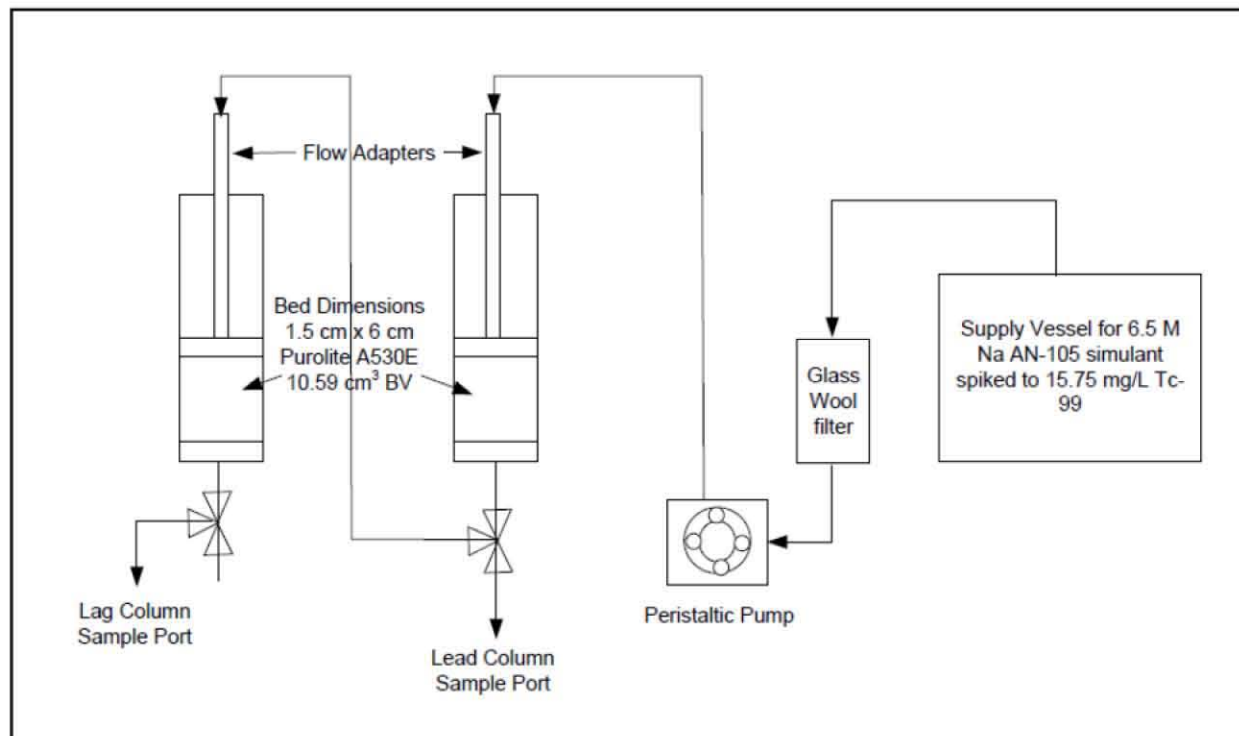 Flow Adapters
Bed Dimensions
1.5 cm x 6 cm
Purolite A530E
10.59 cm³ BV
Supply Vessel for 6.5 M
Na AN-105 simulant
spiked to 15.75 mg/L Tc-
99
Glass
Wool
filter
Peristaltic Pump
Lag Column
Sample Port
Lead Column
Sample Port